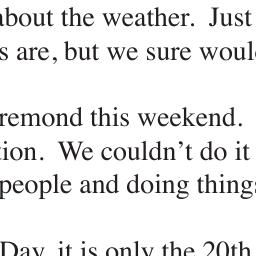 about the weather. Just
s are, but we sure woul
remond this weekend.
tion. We couldn't do it
people and doing things
Day, it is only the 20th